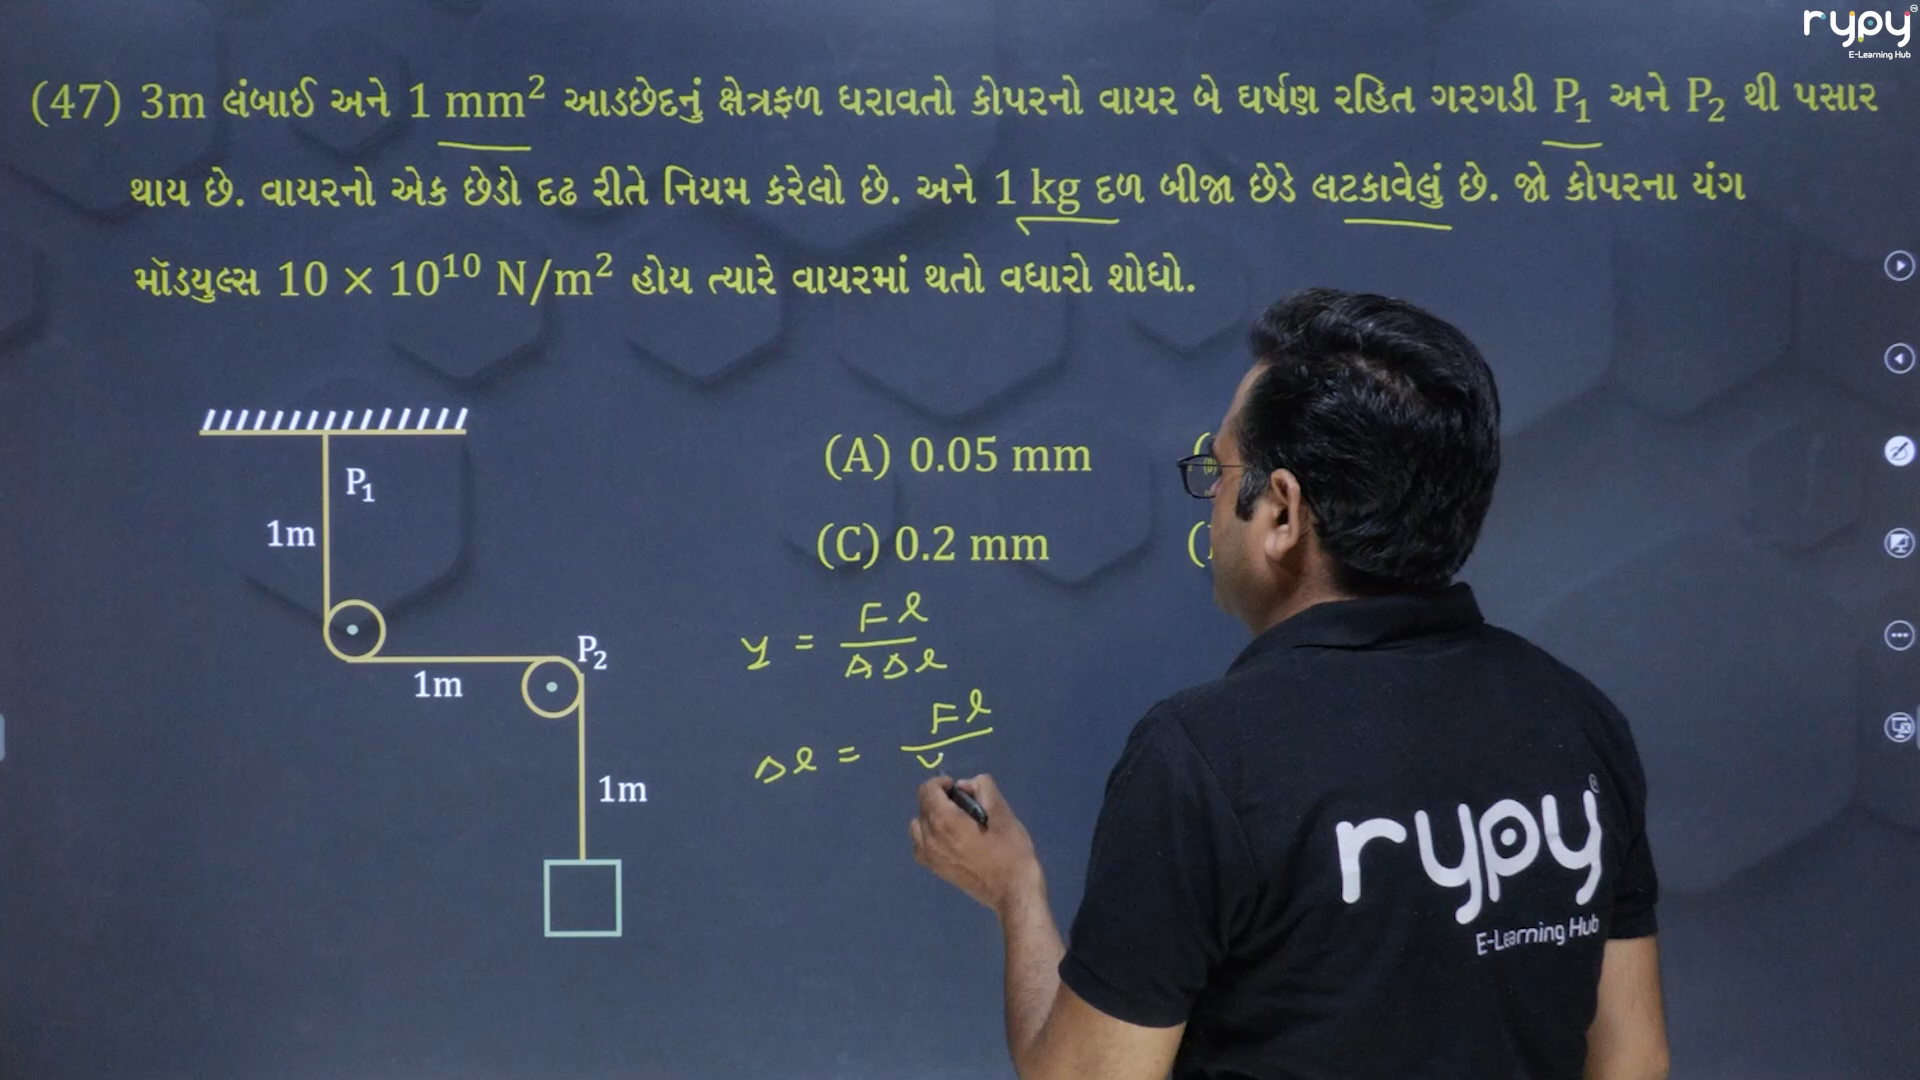 rypy
E-Learning Hub
(47) 3m લંબાઈ અને 1 mm² આડછેદનું ક્ષેત્રફળ ધરાવતો કોપરનો વાયર બે ઘર્ષણ રહિત ગરગડી P₁ અને P₂ થી પસાર
થાય છે. વાયરનો એક છેડો દઢ રીતે નિયમ કરેલો છે. અને 1 kg દળ બીજા છેડે લટકાવેલું છે. જો કોપરના યંગ
મૉડયુલ્સ 10 × 10¹⁰ N/m² હોય ત્યારે વાયરમાં થતો વધારો શોધો.
P₁
1m
P₂
1m
1m
(A) 0.05 mm
(C) 0.2 mm
y = Fl / AΔl
Δl = Fl / y
rypy
E-Learning Hub